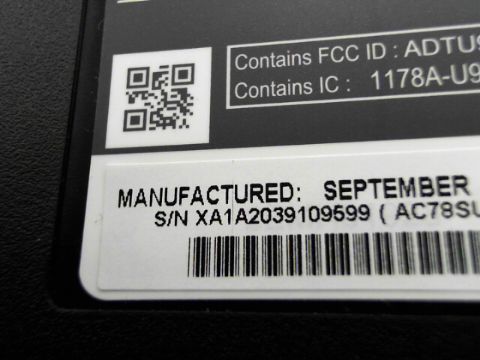 Contains FCC ID : ADTU9
Contains IC : 1178A-U9
MANUFACTURED: SEPTEMBER
S/N XA1A2039109599 ( AC78SU